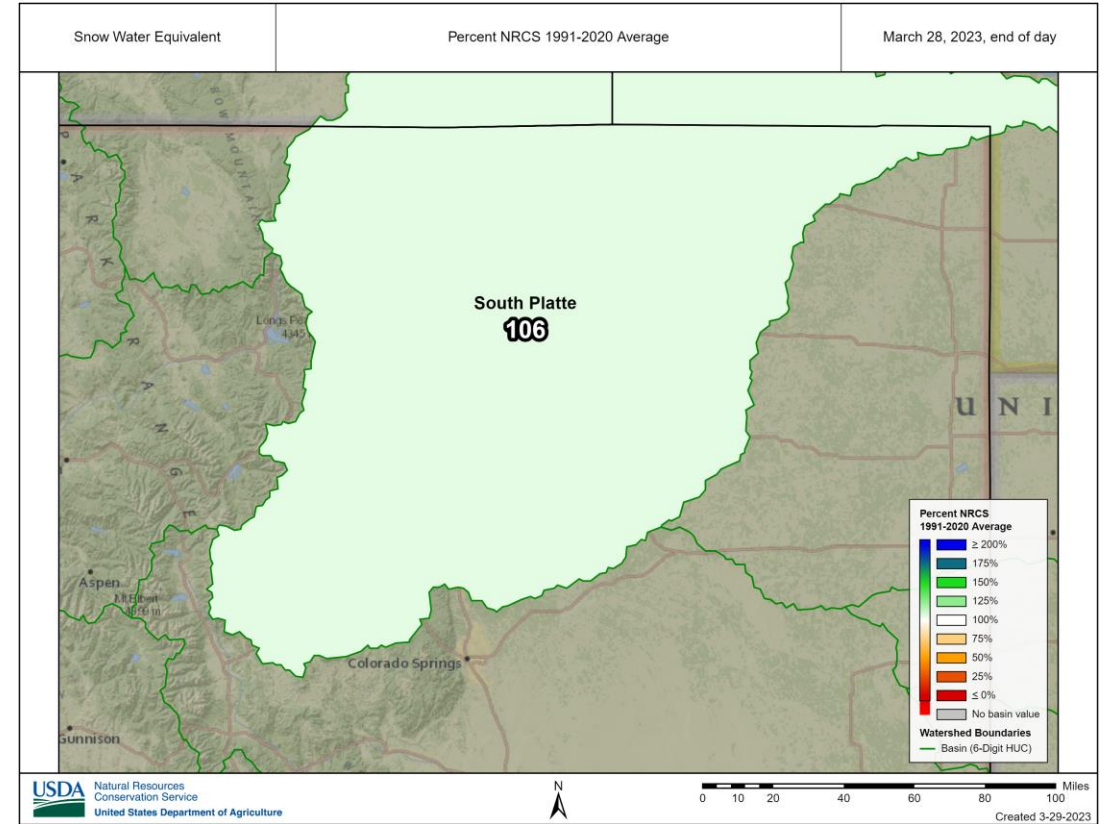 Snow Water Equivalent
Percent NRCS 1991-2020 Average
March 28, 2023, end of day
PARK RANGE
South Platte
106
Aspen
Colorado Springs
Gunnison
UNI
Percent NRCS
1991-2020 Average
≥ 200%
175%
150%
125%
100%
75%
50%
25%
≤ 0%
No basin value
Watershed Boundaries
Basin (6-Digit HUC)
USDA
Natural Resources
Conservation Service
United States Department of Agriculture
N
0 10 20 40 60 80 100 Miles
Created 3-29-2023